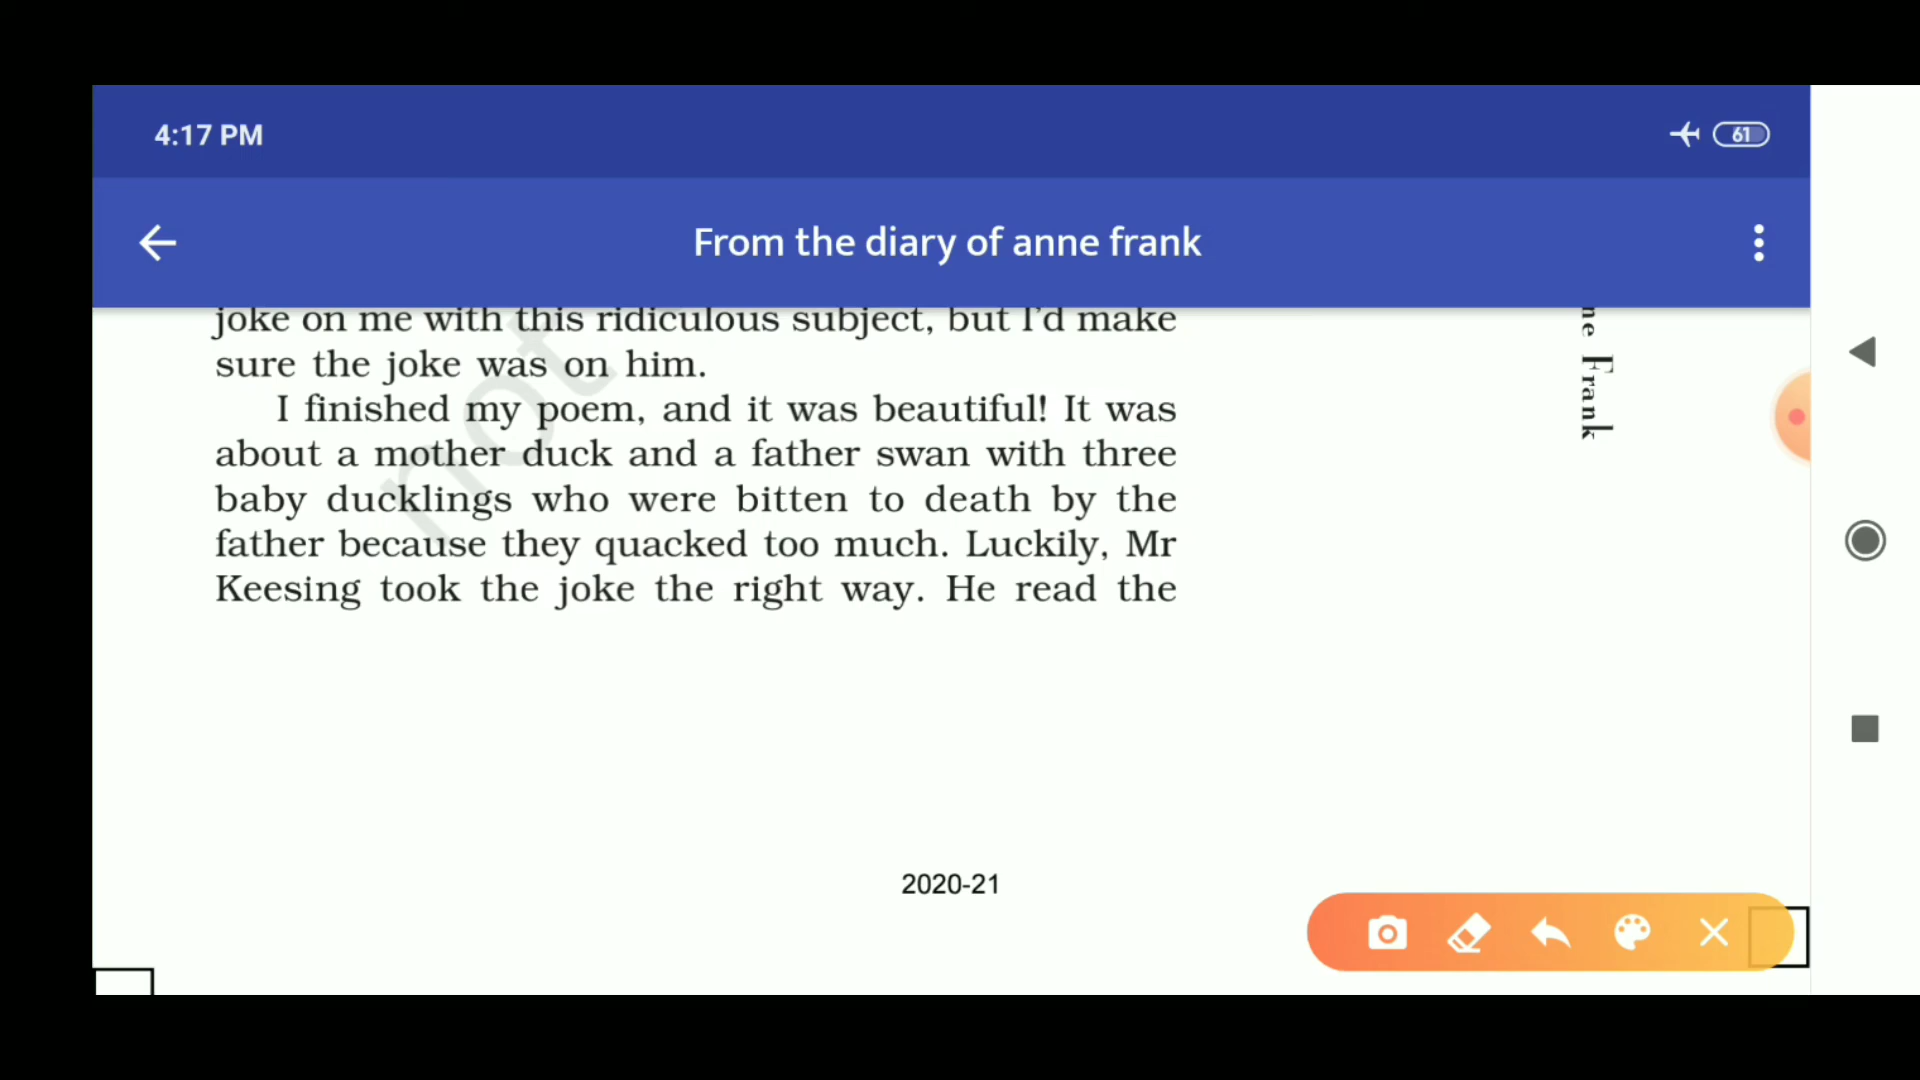 4:17 PM
61
From the diary of anne frank
joke on me with this ridiculous subject, but I'd make
sure the joke was on him.
I finished my poem, and it was beautiful! It was
about a mother duck and a father swan with three
baby ducklings who were bitten to death by the
father because they quacked too much. Luckily, Mr
Keesing took the joke the right way. He read the
ne Frank
not
2020-21